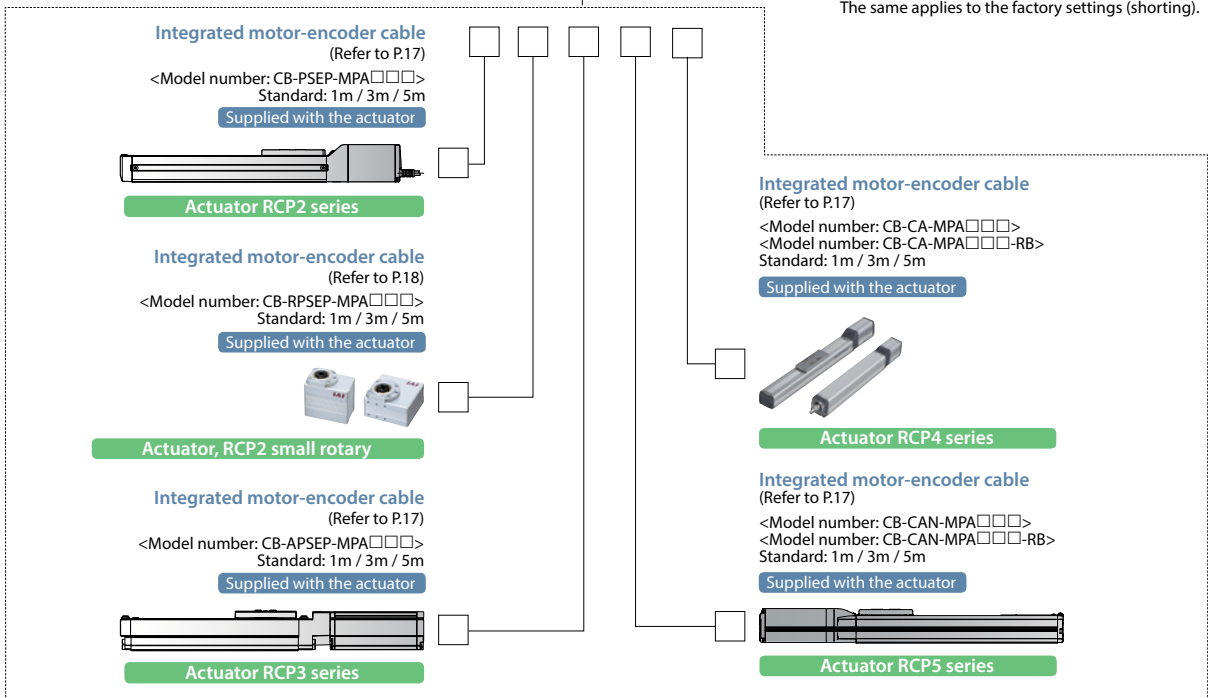 The same applies to the factory settings (shorting).
Integrated motor-encoder cable
(Refer to P.17)
<Model number: CB-PSEP-MPA□□□>
Standard: 1m / 3m / 5m
Supplied with the actuator
Actuator RCP2 series
Integrated motor-encoder cable
(Refer to P.18)
<Model number: CB-RPSEP-MPA□□□>
Standard: 1m / 3m / 5m
Supplied with the actuator
IAI
IAI
Actuator, RCP2 small rotary
Integrated motor-encoder cable
(Refer to P.17)
<Model number: CB-APSEP-MPA□□□>
Standard: 1m / 3m / 5m
Supplied with the actuator
Actuator RCP3 series
Integrated motor-encoder cable
(Refer to P.17)
<Model number: CB-CA-MPA□□□>
<Model number: CB-CA-MPA□□□-RB>
Standard: 1m / 3m / 5m
Supplied with the actuator
Actuator RCP4 series
Integrated motor-encoder cable
(Refer to P.17)
<Model number: CB-CAN-MPA□□□>
<Model number: CB-CAN-MPA□□□-RB>
Standard: 1m / 3m / 5m
Supplied with the actuator
Actuator RCP5 series